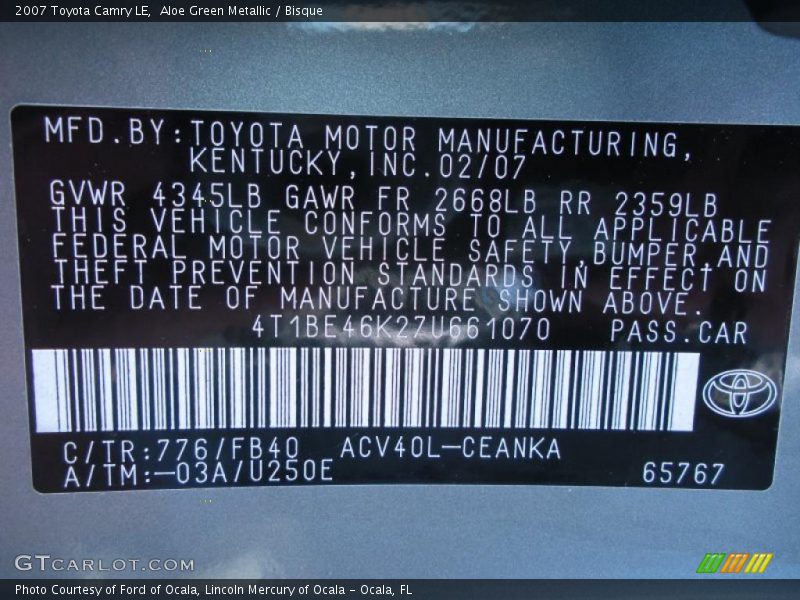 2007 Toyota Camry LE, Aloe Green Metallic / Bisque
MFD.BY:TOYOTA MOTOR MANUFACTURING,
KENTUCKY,INC.02/07
GVWR 4345LB GAWR FR 2668LB RR 2359LB
THIS VEHICLE CONFORMS TO ALL APPLICABLE
FEDERAL MOTOR VEHICLE SAFETY,BUMPER,AND
THEFT PREVENTION STANDARDS IN EFFECT ON
THE DATE OF MANUFACTURE SHOWN ABOVE.
4T1BE46K27U661070 PASS.CAR
C/TR:776/FB40 ACV40L-CEANKA
A/TM:-03A/U250E 65767
GTCARLOT.COM
Photo Courtesy of Ford of Ocala, Lincoln Mercury of Ocala - Ocala, FL